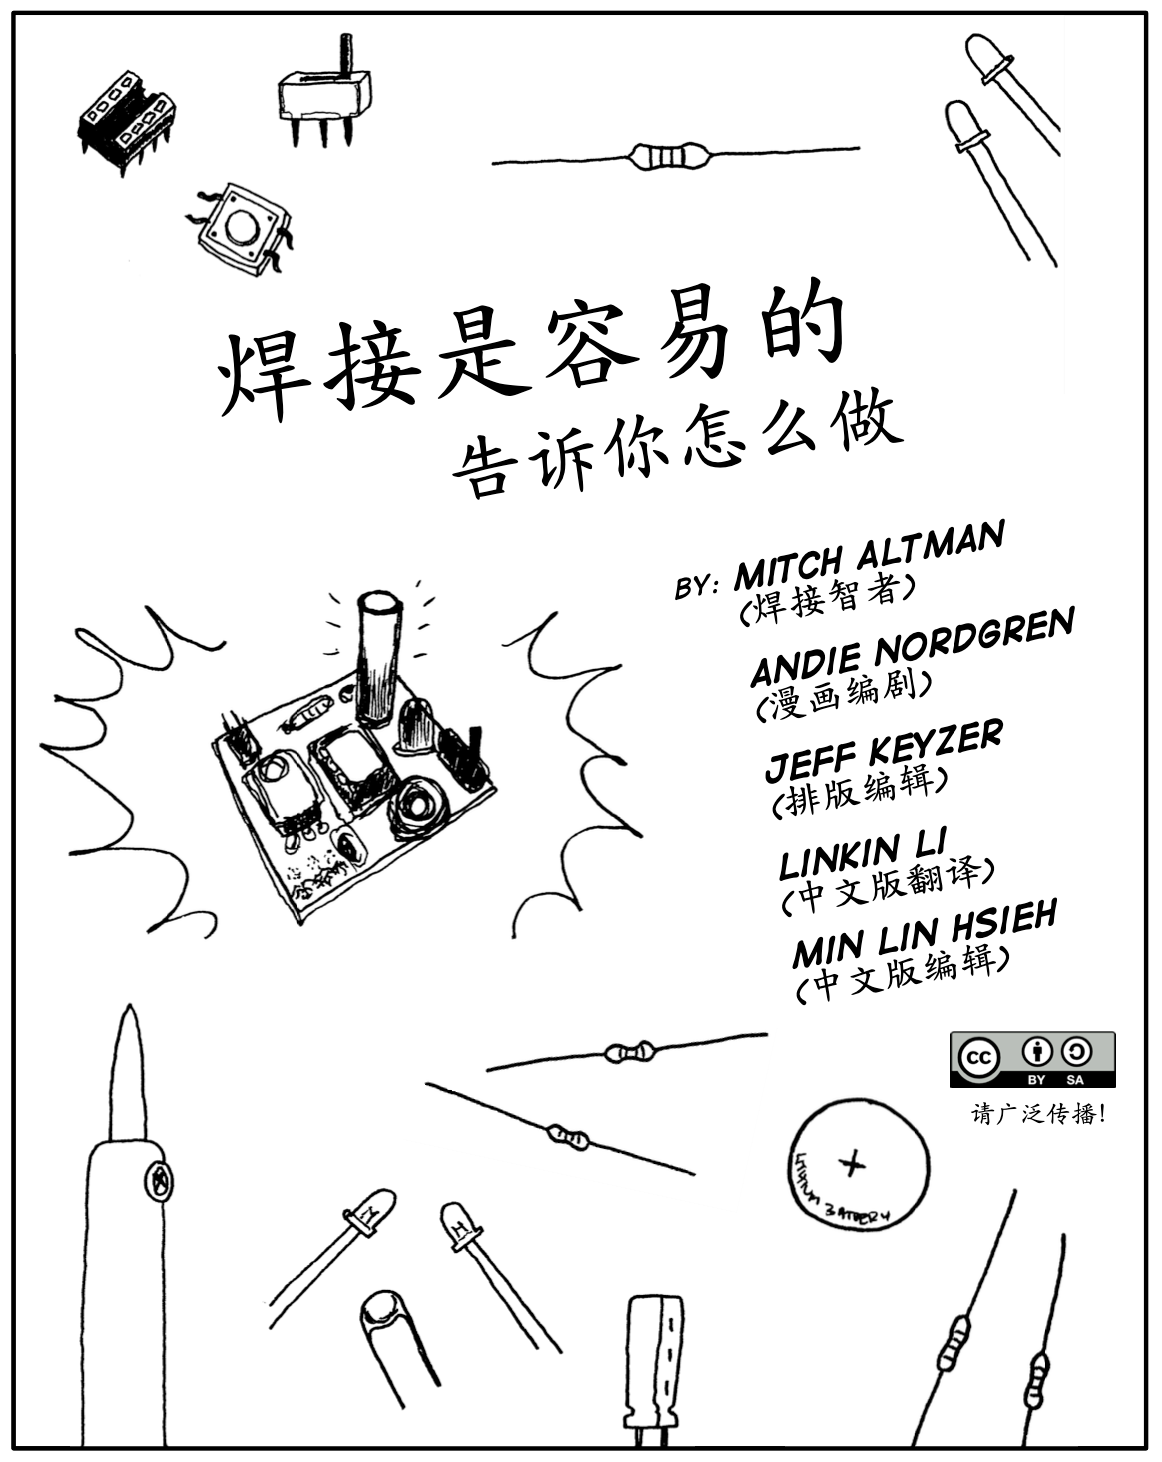 焊接是容易的
告诉你怎么做
BY: MITCH ALTMAN
(焊接智者)
ANDIE NORDGREN
(漫画编剧)
JEFF KEYZER
(排版编辑)
LINKIN LI
(中文版翻译)
MIN LIN HSIEH
(中文版编辑)
cc
BY SA
请广泛传播!
+